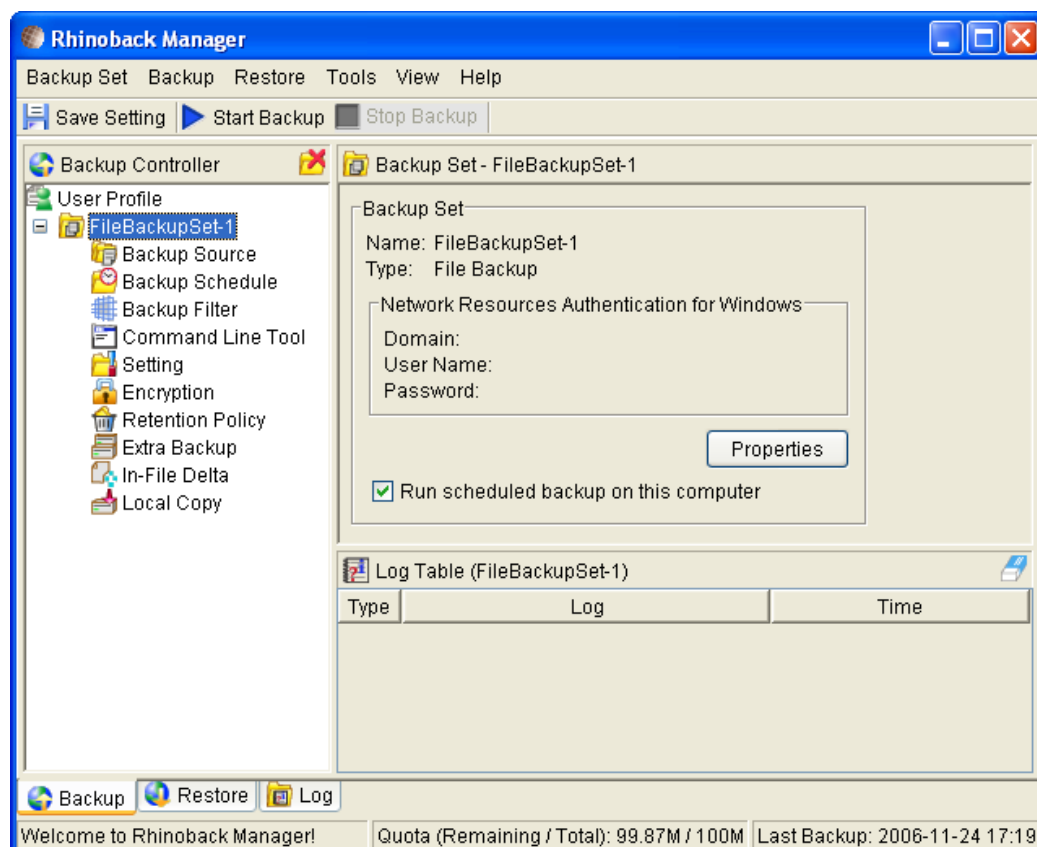 Rhinoback Manager
Backup Set Backup Restore Tools View Help
Save Setting Start Backup Stop Backup
Backup Controller
User Profile
FileBackupSet-1
Backup Source
Backup Schedule
Backup Filter
Command Line Tool
Setting
Encryption
Retention Policy
Extra Backup
In-File Delta
Local Copy
Backup Set - FileBackupSet-1
Backup Set
Name: FileBackupSet-1
Type: File Backup
Network Resources Authentication for Windows
Domain:
User Name:
Password:
Properties
Run scheduled backup on this computer
Log Table (FileBackupSet-1)
Type Log Time
Backup Restore Log
Welcome to Rhinoback Manager! Quota (Remaining / Total): 99.87M / 100M Last Backup: 2006-11-24 17:19